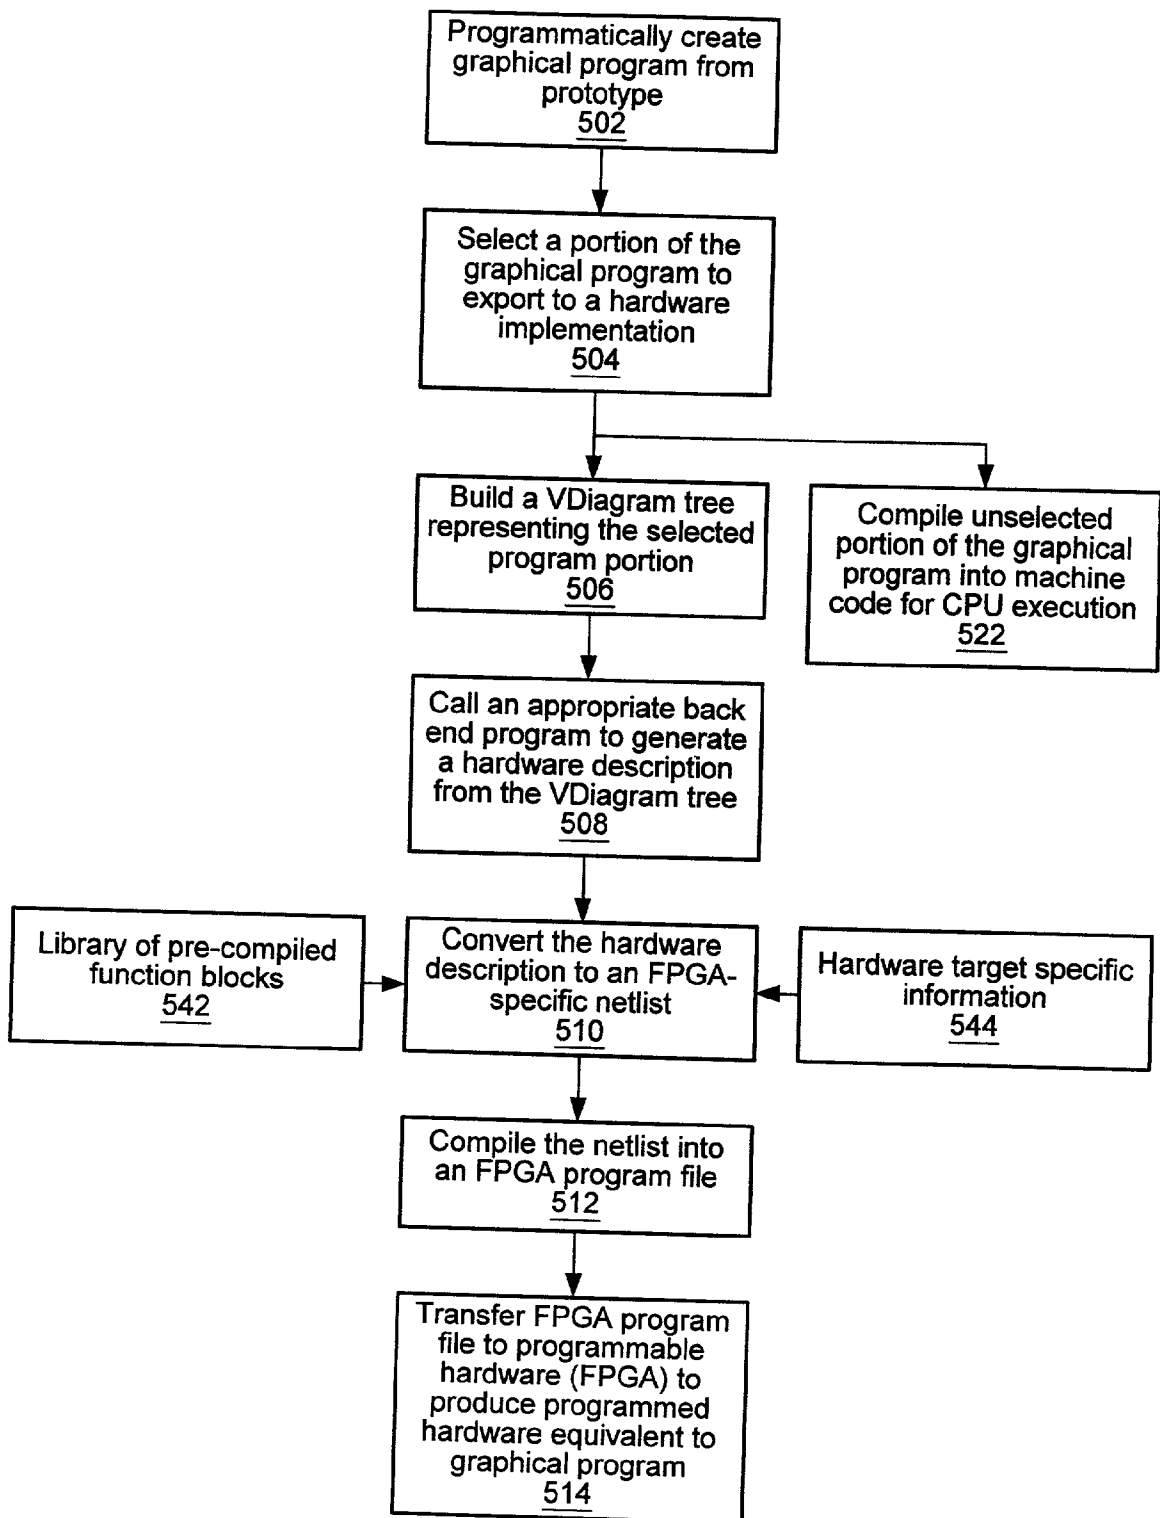 Programmatically create
graphical program from
prototype
502
Select a portion of the
graphical program to
export to a hardware
implementation
504
Build a VDiagram tree
representing the selected
program portion
506
Compile unselected
portion of the graphical
program into machine
code for CPU execution
522
Call an appropriate back
end program to generate
a hardware description
from the VDiagram tree
508
Library of pre-compiled
function blocks
542
Convert the hardware
description to an FPGA-
specific netlist
510
Hardware target specific
information
544
Compile the netlist into
an FPGA program file
512
Transfer FPGA program
file to programmable
hardware (FPGA) to
produce programmed
hardware equivalent to
graphical program
514